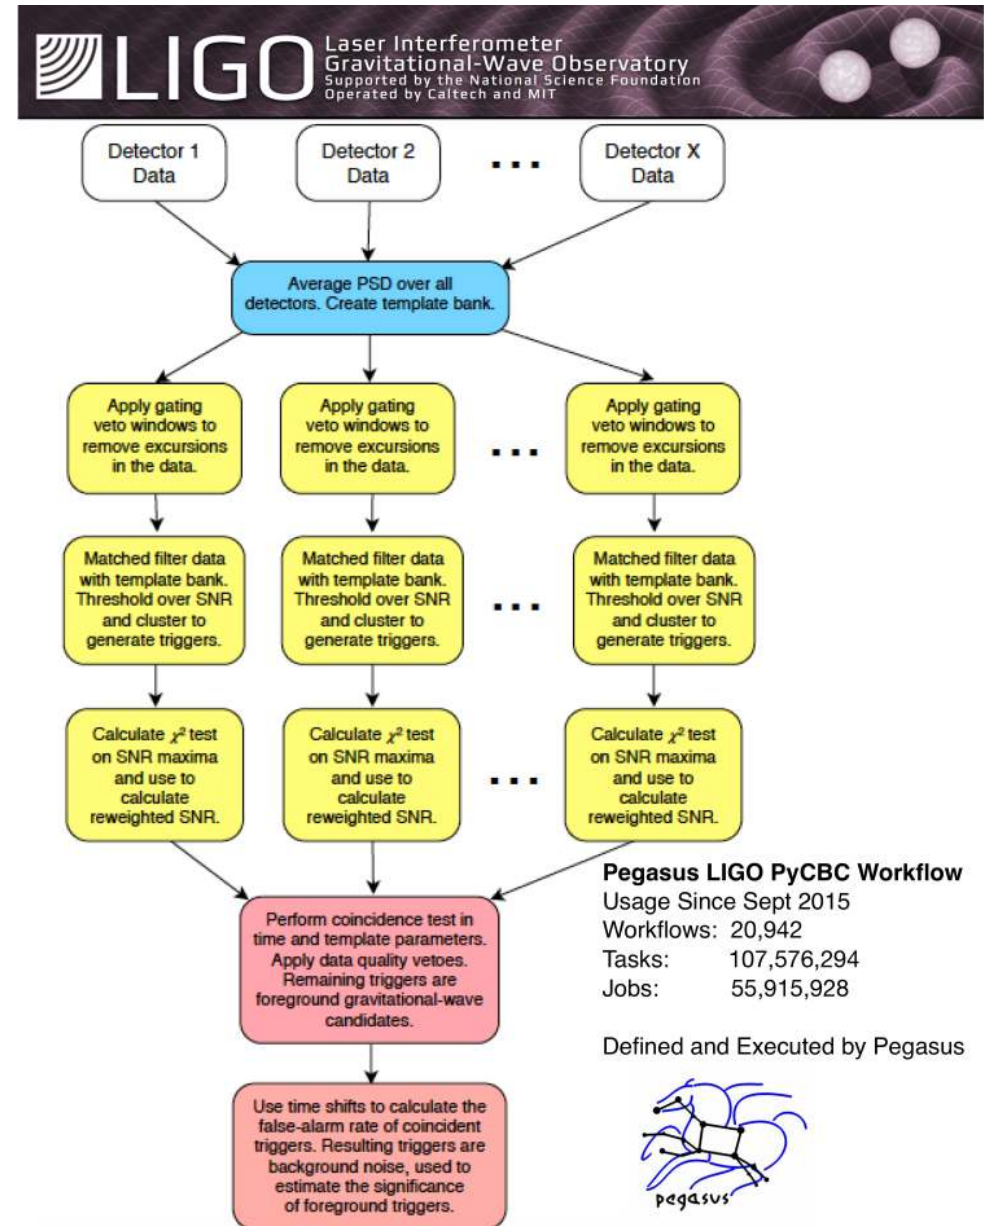 LIGO
Laser Interferometer
Gravitational-Wave Observatory
Supported by the National Science Foundation
Operated by Caltech and MIT
Detector 1
Data
Detector 2
Data
...
Detector X
Data
Average PSD over all
detectors. Create template bank.
Apply gating
veto windows to
remove excursions
in the data.
Apply gating
veto windows to
remove excursions
in the data.
...
Apply gating
veto windows to
remove excursions
in the data.
Matched filter data
with template bank.
Threshold over SNR
and cluster to
generate triggers.
Matched filter data
with template bank.
Threshold over SNR
and cluster to
generate triggers.
...
Matched filter data
with template bank.
Threshold over SNR
and cluster to
generate triggers.
Calculate χ² test
on SNR maxima
and use to
calculate
reweighted SNR.
Calculate χ² test
on SNR maxima
and use to
calculate
reweighted SNR.
...
Calculate χ² test
on SNR maxima
and use to
calculate
reweighted SNR.
Perform coincidence test in
time and template parameters.
Apply data quality vetoes.
Remaining triggers are
foreground gravitational-wave
candidates.
Use time shifts to calculate the
false-alarm rate of coincident
triggers. Resulting triggers are
background noise, used to
estimate the significance
of foreground triggers.
Pegasus LIGO PyCBC Workflow
Usage Since Sept 2015
Workflows: 20,942
Tasks: 107,576,294
Jobs: 55,915,928
Defined and Executed by Pegasus
pegasus